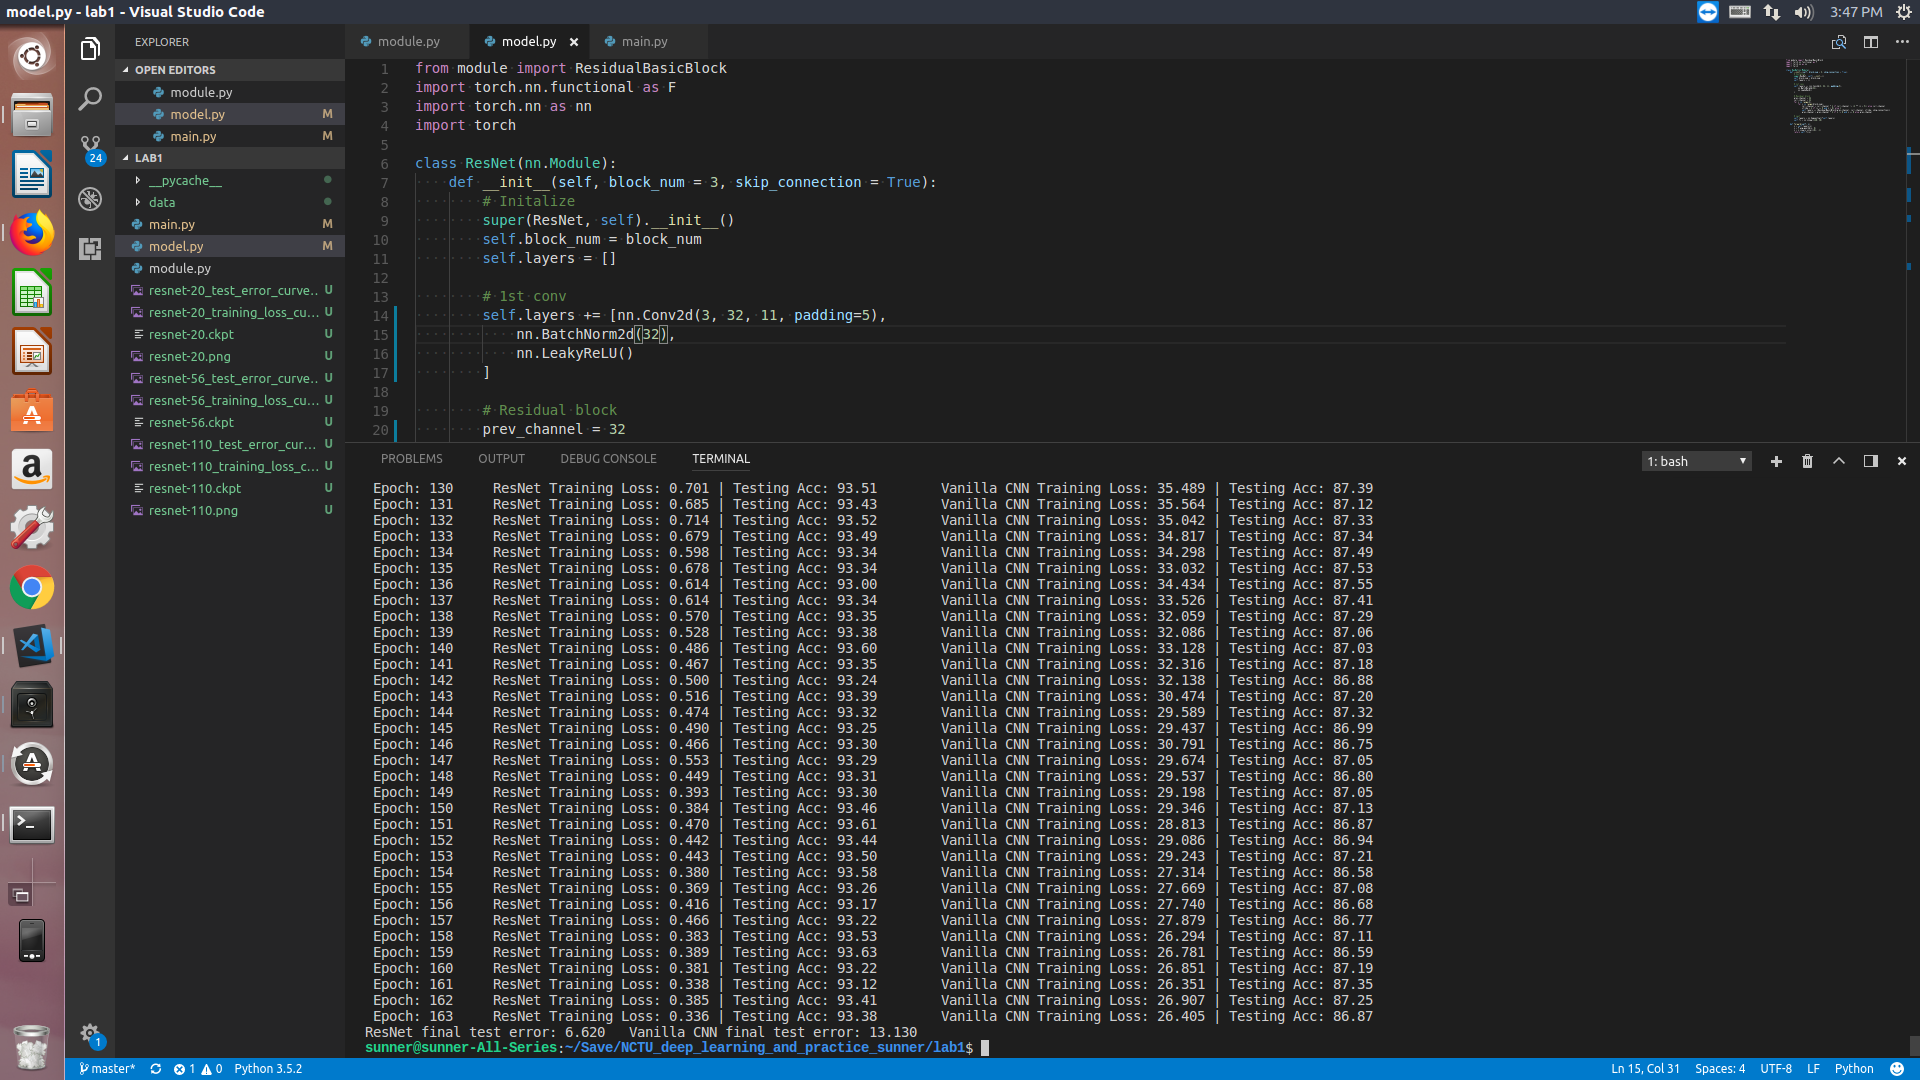 model.py - lab1 - Visual Studio Code
3:47 PM
EXPLORER
OPEN EDITORS
module.py
model.py M
main.py M
LAB1
__pycache__
data
main.py M
model.py M
module.py
resnet-20_test_error_curve... U
resnet-20_training_loss_cu... U
resnet-20.ckpt U
resnet-20.png U
resnet-56_test_error_curve... U
resnet-56_training_loss_cu... U
resnet-56.ckpt U
resnet-110_test_error_cur... U
resnet-110_training_loss_c... U
resnet-110.ckpt U
resnet-110.png U
24
1
module.py model.py main.py
1 from module import ResidualBasicBlock
2 import torch.nn.functional as F
3 import torch.nn as nn
4 import torch
5
6 class ResNet(nn.Module):
7 def __init__(self, block_num = 3, skip_connection = True):
8 # Initalize
9 super(ResNet, self).__init__()
10 self.block_num = block_num
11 self.layers = []
12
13 # 1st conv
14 self.layers += [nn.Conv2d(3, 32, 11, padding=5),
15 nn.BatchNorm2d(32),
16 nn.LeakyReLU()
17 ]
18
19 # Residual block
20 prev_channel = 32
PROBLEMS OUTPUT DEBUG CONSOLE TERMINAL 1: bash
Epoch: 130 ResNet Training Loss: 0.701 | Testing Acc: 93.51 Vanilla CNN Training Loss: 35.489 | Testing Acc: 87.39
Epoch: 131 ResNet Training Loss: 0.685 | Testing Acc: 93.43 Vanilla CNN Training Loss: 35.564 | Testing Acc: 87.12
Epoch: 132 ResNet Training Loss: 0.714 | Testing Acc: 93.52 Vanilla CNN Training Loss: 35.042 | Testing Acc: 87.33
Epoch: 133 ResNet Training Loss: 0.679 | Testing Acc: 93.49 Vanilla CNN Training Loss: 34.817 | Testing Acc: 87.34
Epoch: 134 ResNet Training Loss: 0.598 | Testing Acc: 93.34 Vanilla CNN Training Loss: 34.298 | Testing Acc: 87.49
Epoch: 135 ResNet Training Loss: 0.678 | Testing Acc: 93.34 Vanilla CNN Training Loss: 33.032 | Testing Acc: 87.53
Epoch: 136 ResNet Training Loss: 0.614 | Testing Acc: 93.00 Vanilla CNN Training Loss: 34.434 | Testing Acc: 87.55
Epoch: 137 ResNet Training Loss: 0.614 | Testing Acc: 93.34 Vanilla CNN Training Loss: 33.526 | Testing Acc: 87.41
Epoch: 138 ResNet Training Loss: 0.570 | Testing Acc: 93.35 Vanilla CNN Training Loss: 32.059 | Testing Acc: 87.29
Epoch: 139 ResNet Training Loss: 0.528 | Testing Acc: 93.38 Vanilla CNN Training Loss: 32.086 | Testing Acc: 87.06
Epoch: 140 ResNet Training Loss: 0.486 | Testing Acc: 93.60 Vanilla CNN Training Loss: 33.128 | Testing Acc: 87.03
Epoch: 141 ResNet Training Loss: 0.467 | Testing Acc: 93.35 Vanilla CNN Training Loss: 32.316 | Testing Acc: 87.18
Epoch: 142 ResNet Training Loss: 0.500 | Testing Acc: 93.24 Vanilla CNN Training Loss: 32.138 | Testing Acc: 86.88
Epoch: 143 ResNet Training Loss: 0.516 | Testing Acc: 93.39 Vanilla CNN Training Loss: 30.474 | Testing Acc: 87.20
Epoch: 144 ResNet Training Loss: 0.474 | Testing Acc: 93.32 Vanilla CNN Training Loss: 29.589 | Testing Acc: 87.32
Epoch: 145 ResNet Training Loss: 0.490 | Testing Acc: 93.25 Vanilla CNN Training Loss: 29.437 | Testing Acc: 86.99
Epoch: 146 ResNet Training Loss: 0.466 | Testing Acc: 93.30 Vanilla CNN Training Loss: 30.791 | Testing Acc: 86.75
Epoch: 147 ResNet Training Loss: 0.553 | Testing Acc: 93.29 Vanilla CNN Training Loss: 29.674 | Testing Acc: 87.05
Epoch: 148 ResNet Training Loss: 0.449 | Testing Acc: 93.31 Vanilla CNN Training Loss: 29.537 | Testing Acc: 86.80
Epoch: 149 ResNet Training Loss: 0.393 | Testing Acc: 93.30 Vanilla CNN Training Loss: 29.198 | Testing Acc: 87.05
Epoch: 150 ResNet Training Loss: 0.384 | Testing Acc: 93.46 Vanilla CNN Training Loss: 29.346 | Testing Acc: 87.13
Epoch: 151 ResNet Training Loss: 0.470 | Testing Acc: 93.61 Vanilla CNN Training Loss: 28.813 | Testing Acc: 86.87
Epoch: 152 ResNet Training Loss: 0.442 | Testing Acc: 93.44 Vanilla CNN Training Loss: 29.086 | Testing Acc: 86.94
Epoch: 153 ResNet Training Loss: 0.443 | Testing Acc: 93.50 Vanilla CNN Training Loss: 29.243 | Testing Acc: 87.21
Epoch: 154 ResNet Training Loss: 0.380 | Testing Acc: 93.58 Vanilla CNN Training Loss: 27.314 | Testing Acc: 86.58
Epoch: 155 ResNet Training Loss: 0.369 | Testing Acc: 93.26 Vanilla CNN Training Loss: 27.669 | Testing Acc: 87.08
Epoch: 156 ResNet Training Loss: 0.416 | Testing Acc: 93.17 Vanilla CNN Training Loss: 27.740 | Testing Acc: 86.68
Epoch: 157 ResNet Training Loss: 0.466 | Testing Acc: 93.22 Vanilla CNN Training Loss: 27.879 | Testing Acc: 86.77
Epoch: 158 ResNet Training Loss: 0.383 | Testing Acc: 93.53 Vanilla CNN Training Loss: 26.294 | Testing Acc: 87.11
Epoch: 159 ResNet Training Loss: 0.389 | Testing Acc: 93.63 Vanilla CNN Training Loss: 26.781 | Testing Acc: 86.59
Epoch: 160 ResNet Training Loss: 0.381 | Testing Acc: 93.22 Vanilla CNN Training Loss: 26.851 | Testing Acc: 87.19
Epoch: 161 ResNet Training Loss: 0.338 | Testing Acc: 93.12 Vanilla CNN Training Loss: 26.351 | Testing Acc: 87.35
Epoch: 162 ResNet Training Loss: 0.385 | Testing Acc: 93.41 Vanilla CNN Training Loss: 26.907 | Testing Acc: 87.25
Epoch: 163 ResNet Training Loss: 0.336 | Testing Acc: 93.38 Vanilla CNN Training Loss: 26.405 | Testing Acc: 86.87
ResNet final test error: 6.620 Vanilla CNN final test error: 13.130
sunner@sunner-All-Series:~/Save/NCTU_deep_learning_and_practice_sunner/lab1$
master* 1 0 Python 3.5.2 Ln 15, Col 31 Spaces: 4 UTF-8 LF Python